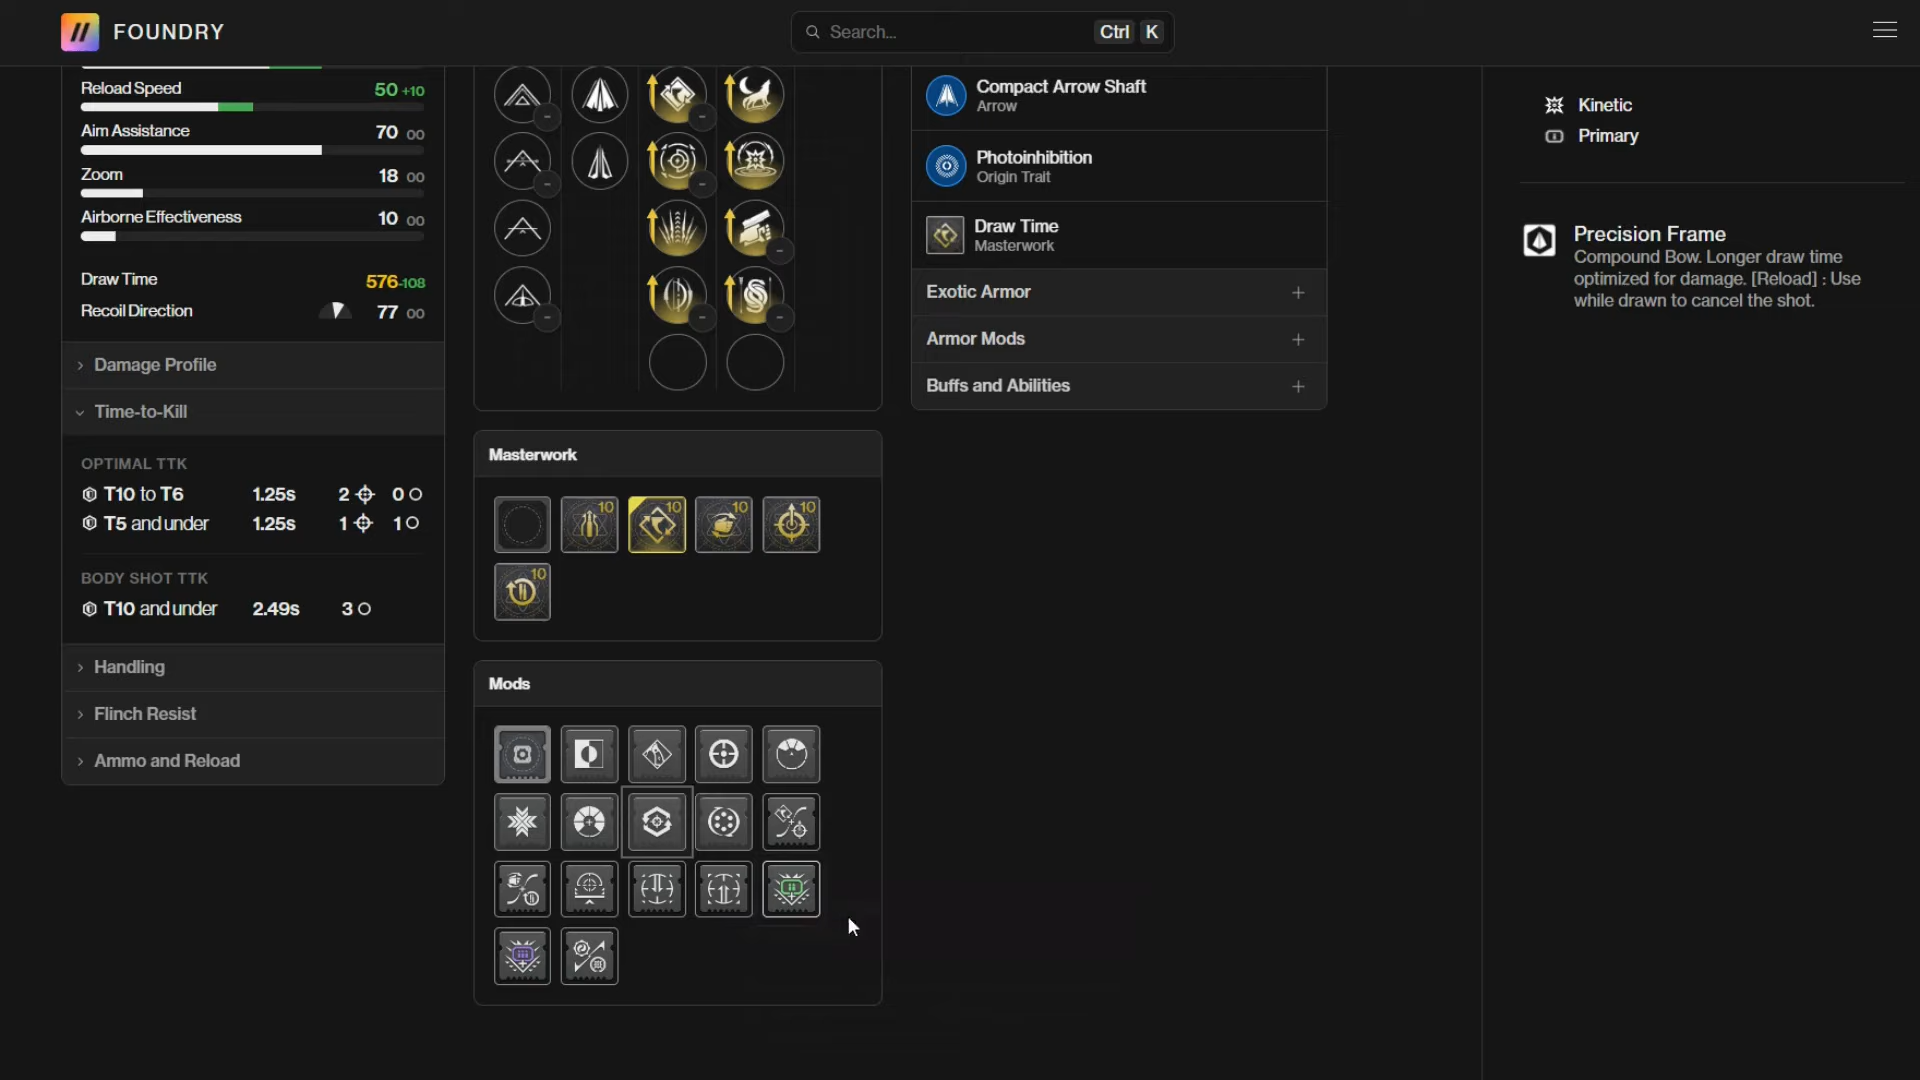 FOUNDRY
Search...
Ctrl K
Reload Speed 50 +10
Aim Assistance 70 00
Zoom 18 00
Airborne Effectiveness 10 00
Draw Time 576 -108
Recoil Direction 77 00
Damage Profile
Time-to-Kill
OPTIMAL TTK
T10 to T6 1.25s 2 0
T5 and under 1.25s 1 1
BODY SHOT TTK
T10 and under 2.49s 3
Handling
Flinch Resist
Ammo and Reload
Masterwork
10 10 10 10
10
Mods
Compact Arrow Shaft
Arrow
Photoinhibition
Origin Trait
Draw Time
Masterwork
Exotic Armor +
Armor Mods +
Buffs and Abilities +
Kinetic
Primary
Precision Frame
Compound Bow. Longer draw time
optimized for damage. [Reload] : Use
while drawn to cancel the shot.